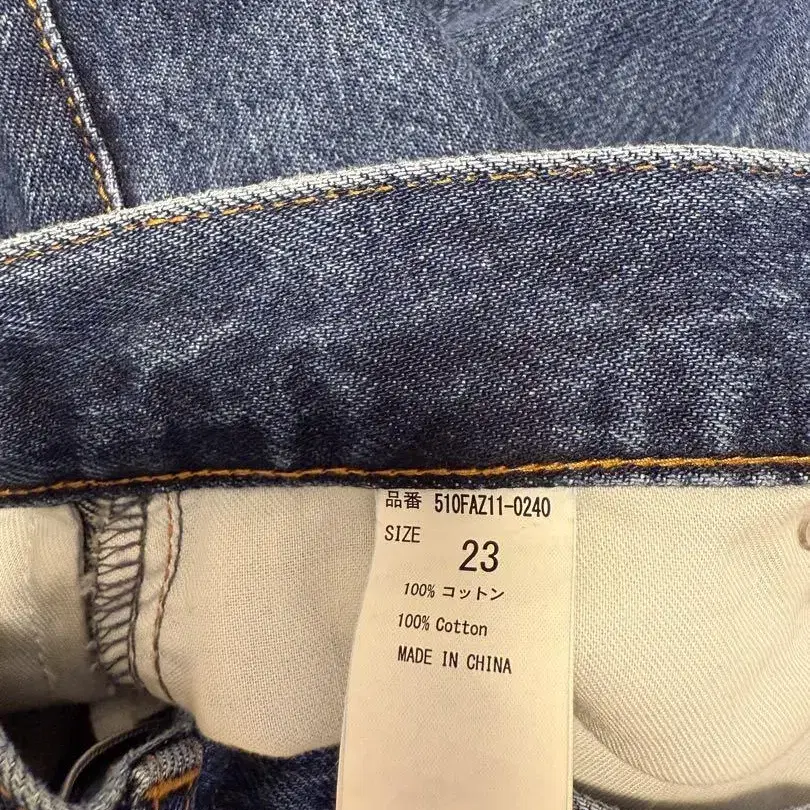 品番 510FAZ11-0240
SIZE 23
100% コットン
100% Cotton
MADE IN CHINA